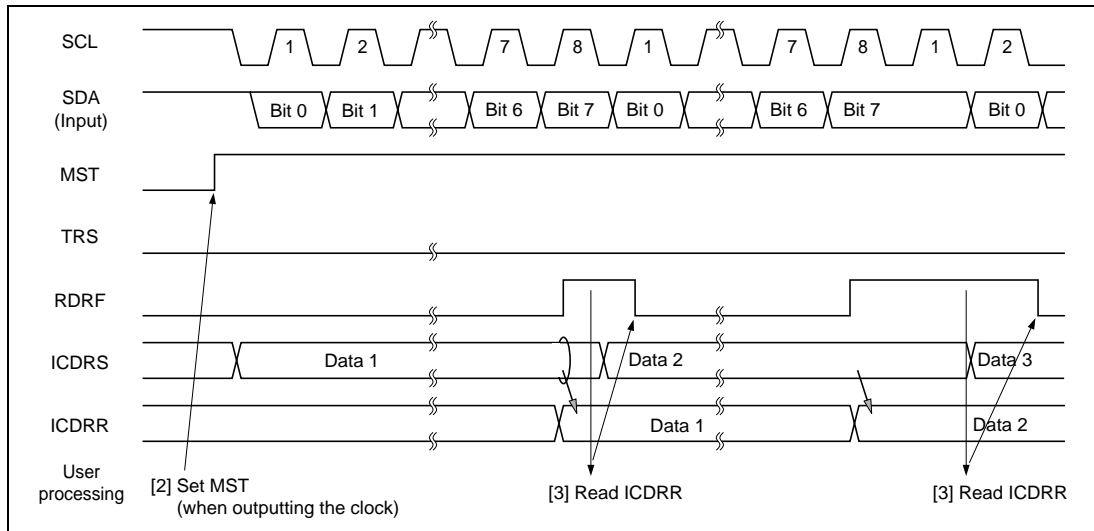 SCL 1 2 7 8 1 7 8 1 2
SDA
(Input)
Bit 0 Bit 1 Bit 6 Bit 7 Bit 0 Bit 6 Bit 7 Bit 0
MST
TRS
RDRF
ICDRS Data 1 Data 2 Data 3
ICDRR Data 1 Data 2
User
processing
[2] Set MST
(when outputting the clock)
[3] Read ICDRR
[3] Read ICDRR